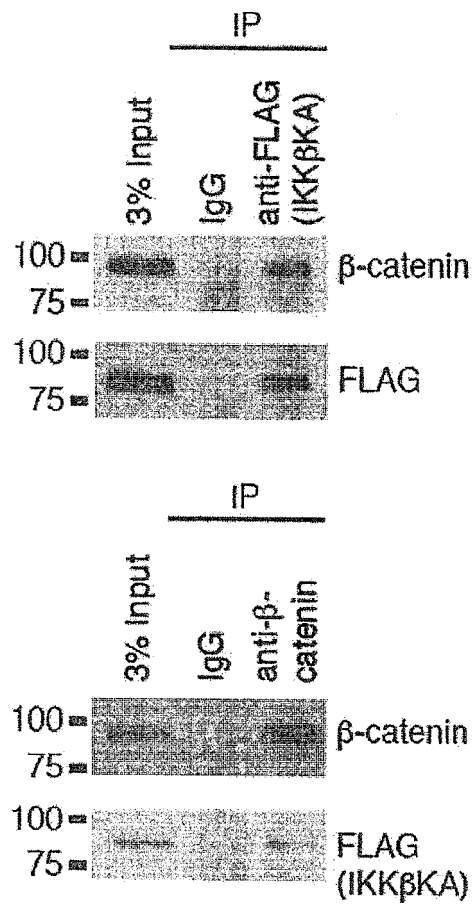 IP
3% Input
IgG
anti-FLAG
(IKKβKA)
100
75
β-catenin
100
75
FLAG
IP
3% Input
IgG
anti-β-
catenin
100
75
β-catenin
100
75
FLAG
(IKKβKA)